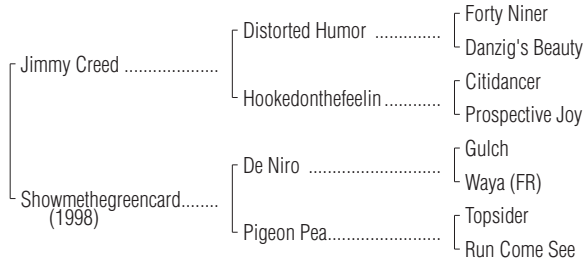 Forty Niner
Distorted Humor ..............
Danzig's Beauty
Jimmy Creed ....................
Citidancer
Hookedonthefeelin ............
Prospective Joy
Gulch
De Niro ............................
Waya (FR)
Showmethegreencard........
(1998)
Topsider
Pigeon Pea........................
Run Come See